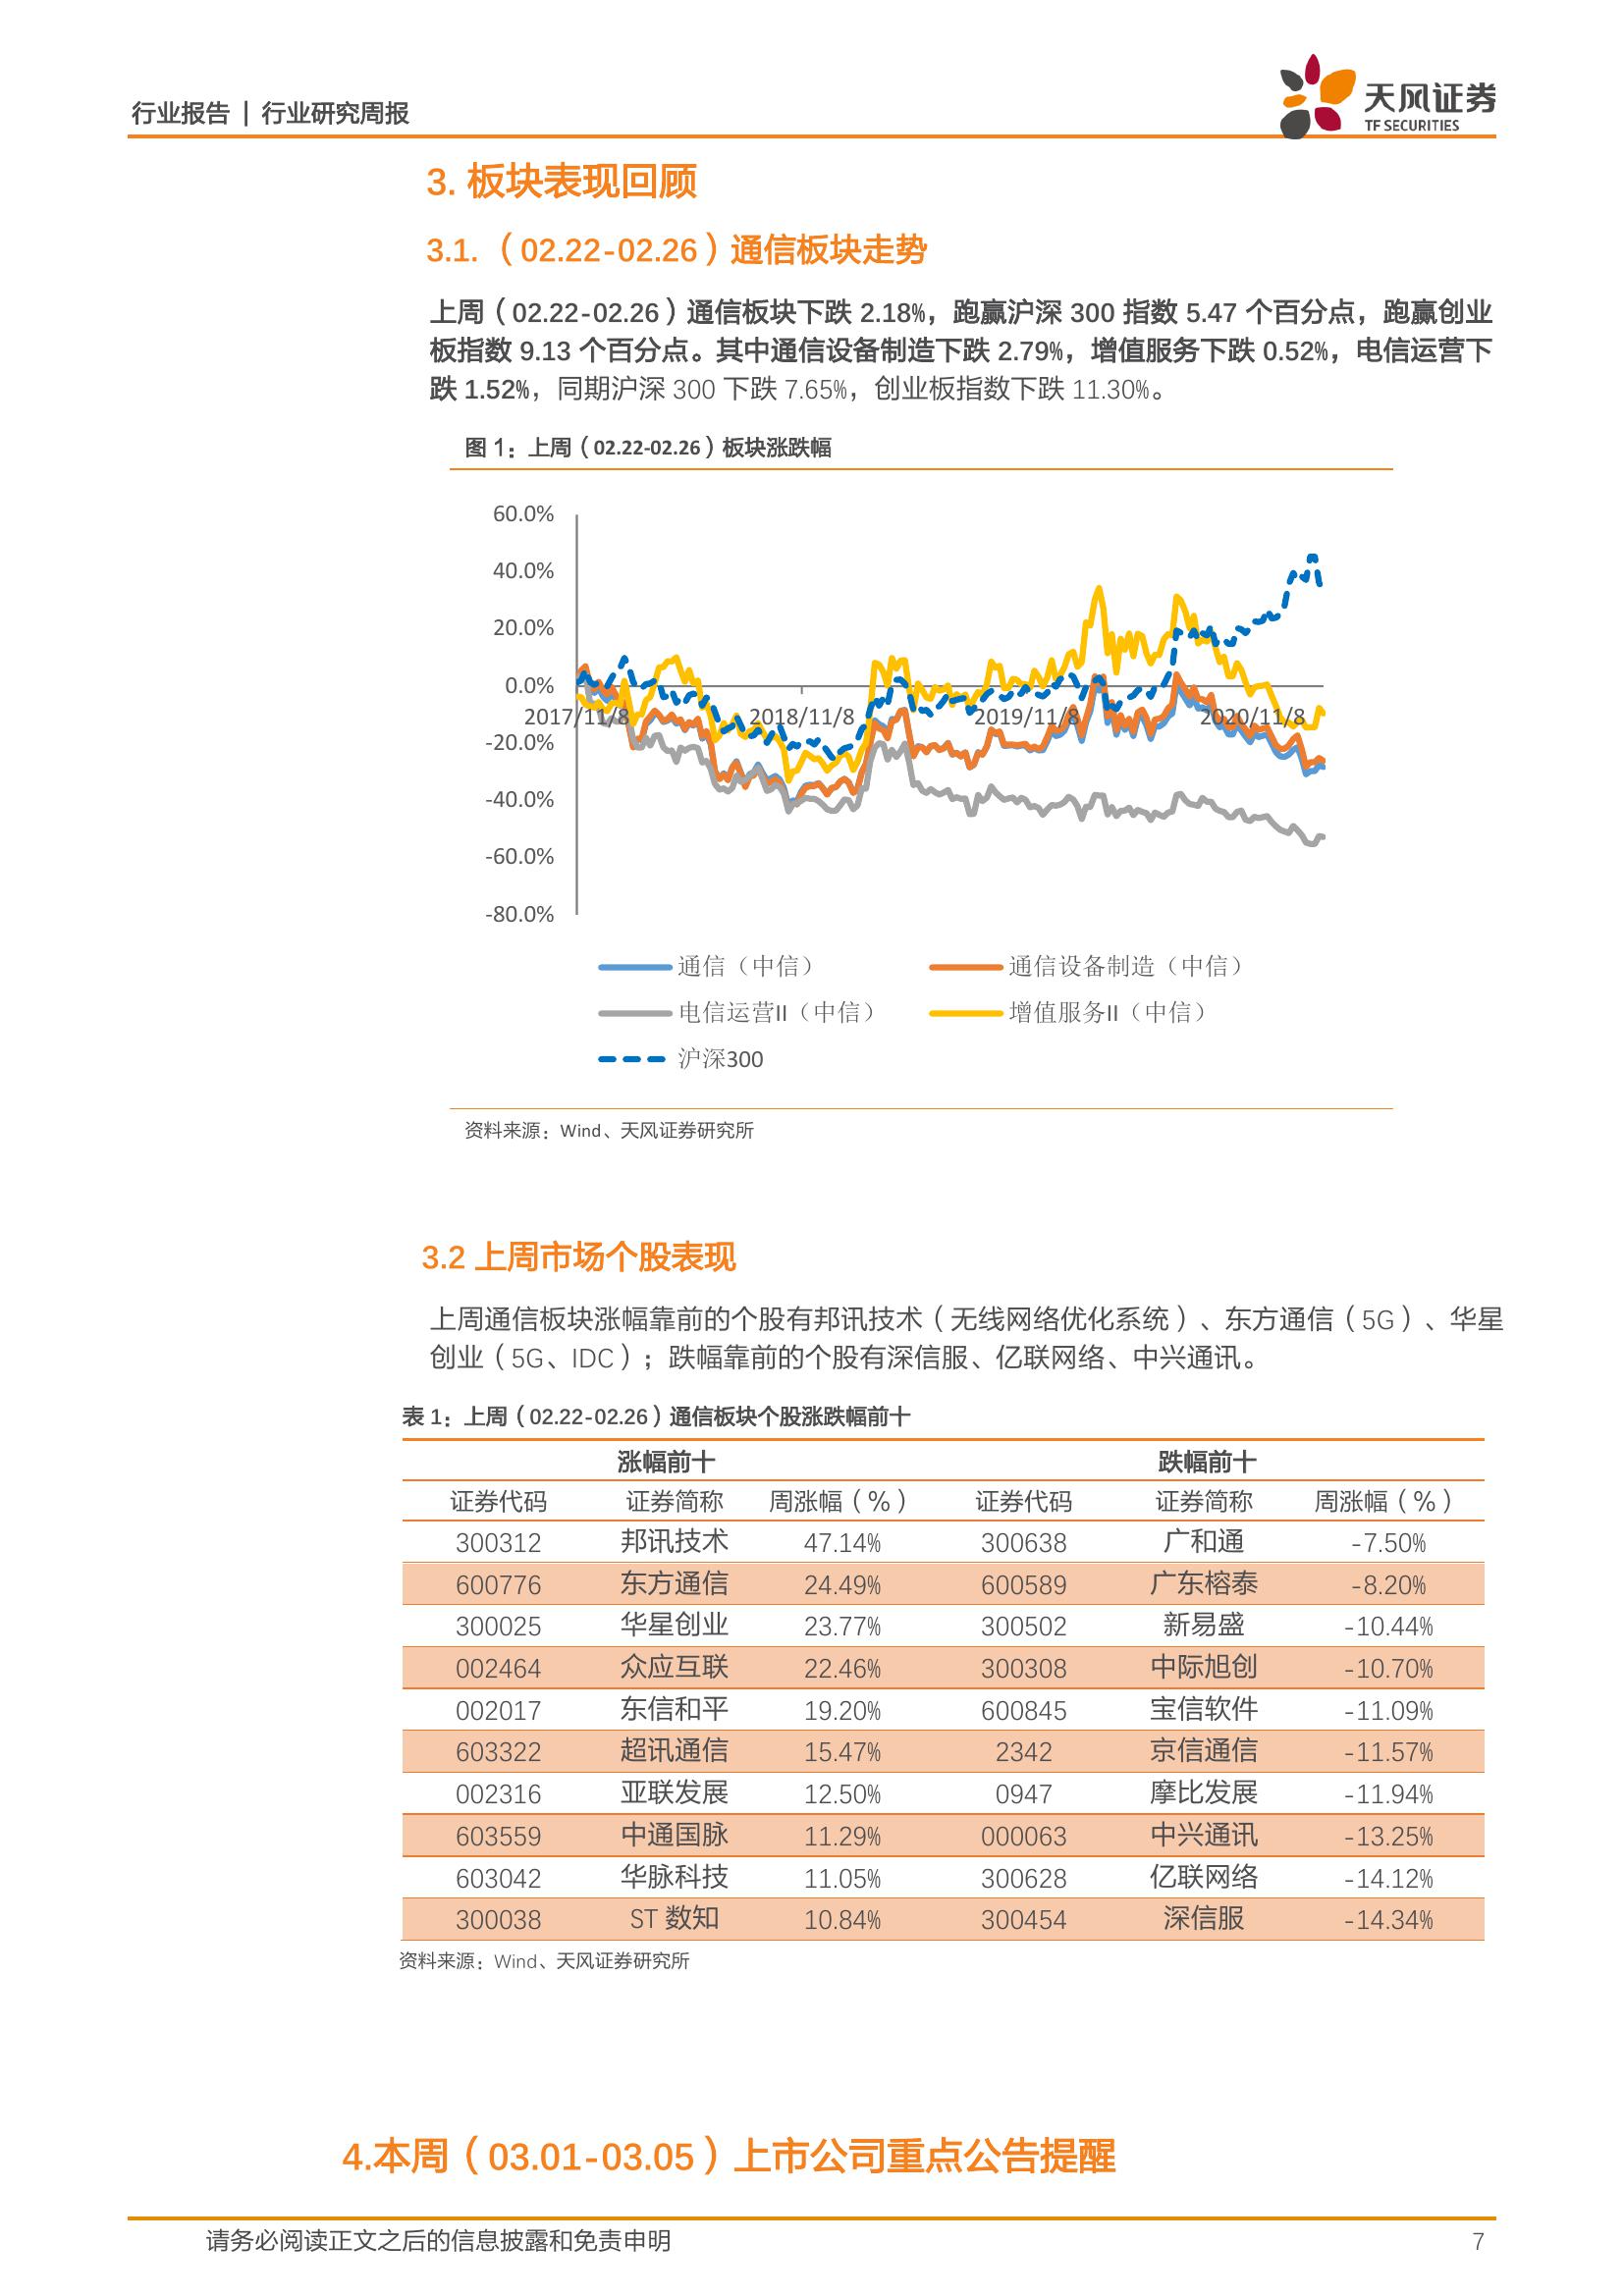 行业报告 | 行业研究周报
天风证券
TF SECURITIES
3. 板块表现回顾
3.1.（02.22-02.26）通信板块走势
上周（02.22-02.26）通信板块下跌 2.18%，跑赢沪深 300 指数 5.47 个百分点，跑赢创业
板指数 9.13 个百分点。其中通信设备制造下跌 2.79%，增值服务下跌 0.52%，电信运营下
跌 1.52%，同期沪深 300 下跌 7.65%，创业板指数下跌 11.30%。
图 1：上周（02.22-02.26）板块涨跌幅
60.0%
40.0%
20.0%
0.0%
2017/11/8 2018/11/8 2019/11/8 2020/11/8
-20.0%
-40.0%
-60.0%
-80.0%
通信（中信） 通信设备制造（中信）
电信运营II（中信） 增值服务II（中信）
沪深300
资料来源：Wind、天风证券研究所
3.2 上周市场个股表现
上周通信板块涨幅靠前的个股有邦讯技术（无线网络优化系统）、东方通信（5G）、华星
创业（5G、IDC）；跌幅靠前的个股有深信服、亿联网络、中兴通讯。
表 1：上周（02.22-02.26）通信板块个股涨跌幅前十
涨幅前十 跌幅前十
证券代码 证券简称 周涨幅（%） 证券代码 证券简称 周涨幅（%）
300312 邦讯技术 47.14% 300638 广和通 -7.50%
600776 东方通信 24.49% 600589 广东榕泰 -8.20%
300025 华星创业 23.77% 300502 新易盛 -10.44%
002464 众应互联 22.46% 300308 中际旭创 -10.70%
002017 东信和平 19.20% 600845 宝信软件 -11.09%
603322 超讯通信 15.47% 2342 京信通信 -11.57%
002316 亚联发展 12.50% 0947 摩比发展 -11.94%
603559 中通国脉 11.29% 000063 中兴通讯 -13.25%
603042 华脉科技 11.05% 300628 亿联网络 -14.12%
300038 ST 数知 10.84% 300454 深信服 -14.34%
资料来源：Wind、天风证券研究所
4.本周（03.01-03.05）上市公司重点公告提醒
请务必阅读正文之后的信息披露和免责申明 7